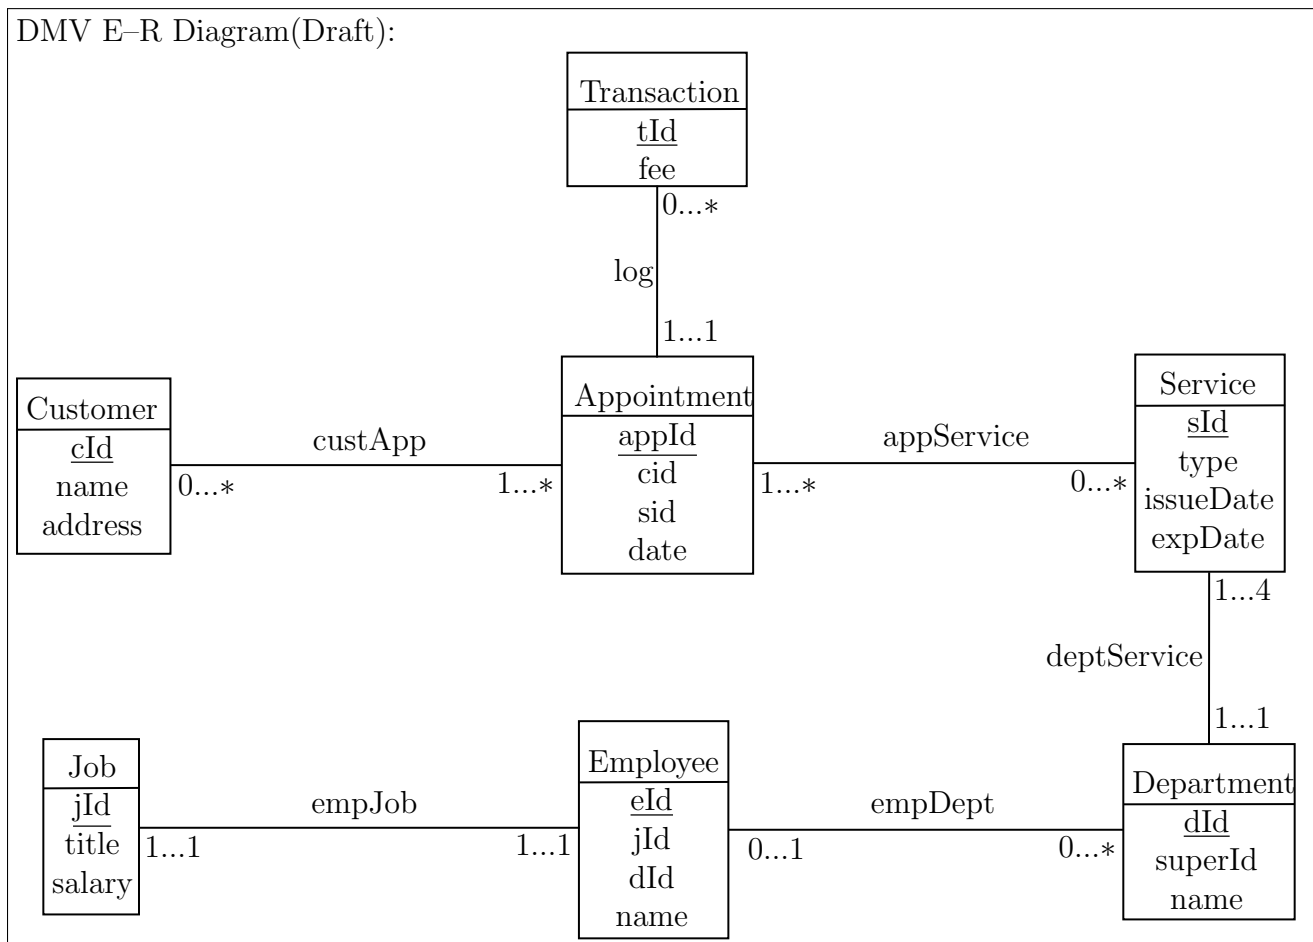 DMV E–R Diagram(Draft):
Transaction
tId
fee
0...∗
log
1...1
Customer
cId
name
address
custApp
0...∗
1...∗
Appointment
appId
cid
sid
date
appService
1...∗
0...∗
Service
sId
type
issueDate
expDate
1...4
deptService
1...1
Job
jId
title
salary
empJob
1...1
1...1
Employee
eId
jId
dId
name
empDept
0...1
0...∗
Department
dId
superId
name